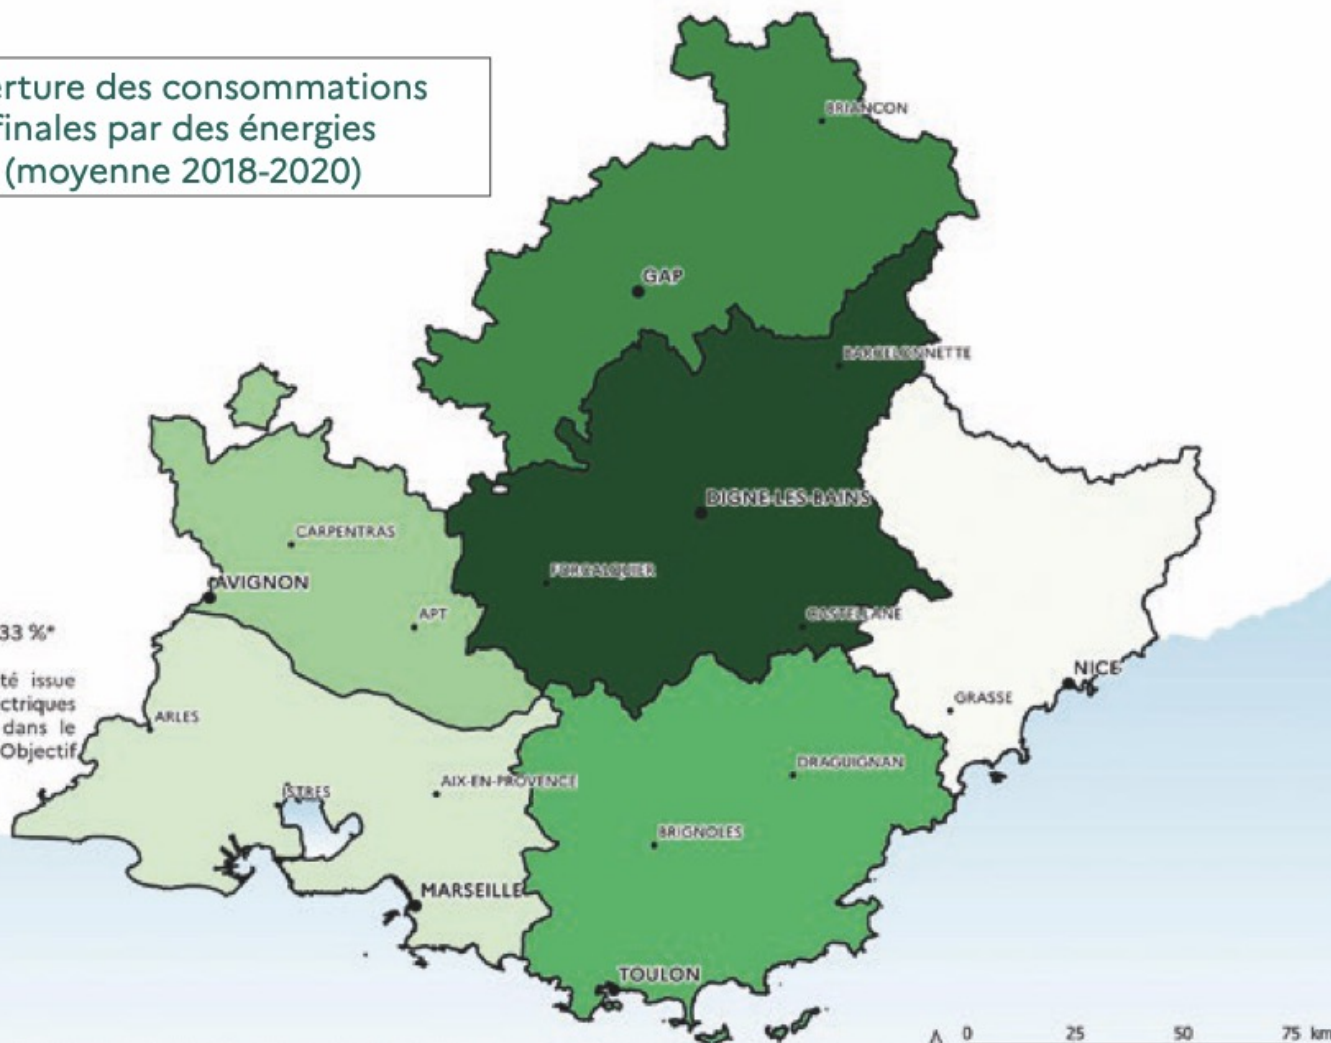 erture des consommations
finales par des énergies
(moyenne 2018-2020)
BRIANCON
GAP
BARCELONNETTE
DIGNE-LES-BAINS
CARPENTRAS
FORCALQUIER
AVIGNON
APT
CASTELLANE
33 %*
té issue
ctriques
dans le
Objectif
NICE
GRASSE
ARLES
DRAGUIGNAN
AIX-EN-PROVENCE
ISTRES
BRIGNOLES
MARSEILLE
TOULON
0 25 50 75 km